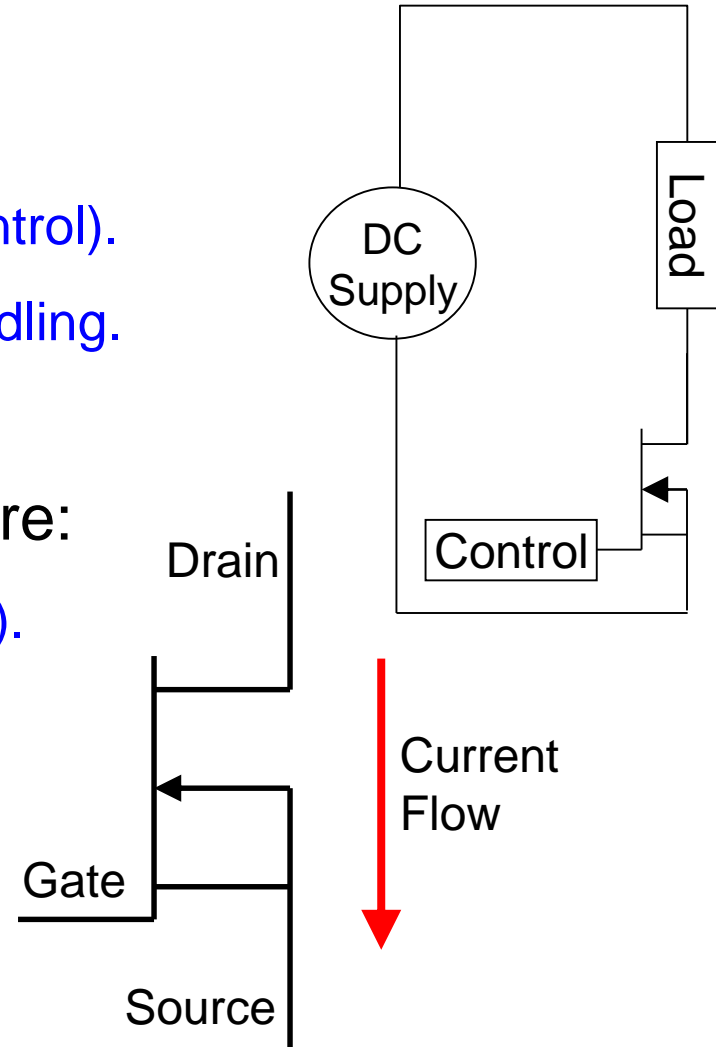 ntrol).
dling.
re:
).
DC
Supply
Load
Control
Drain
Gate
Source
Current
Flow